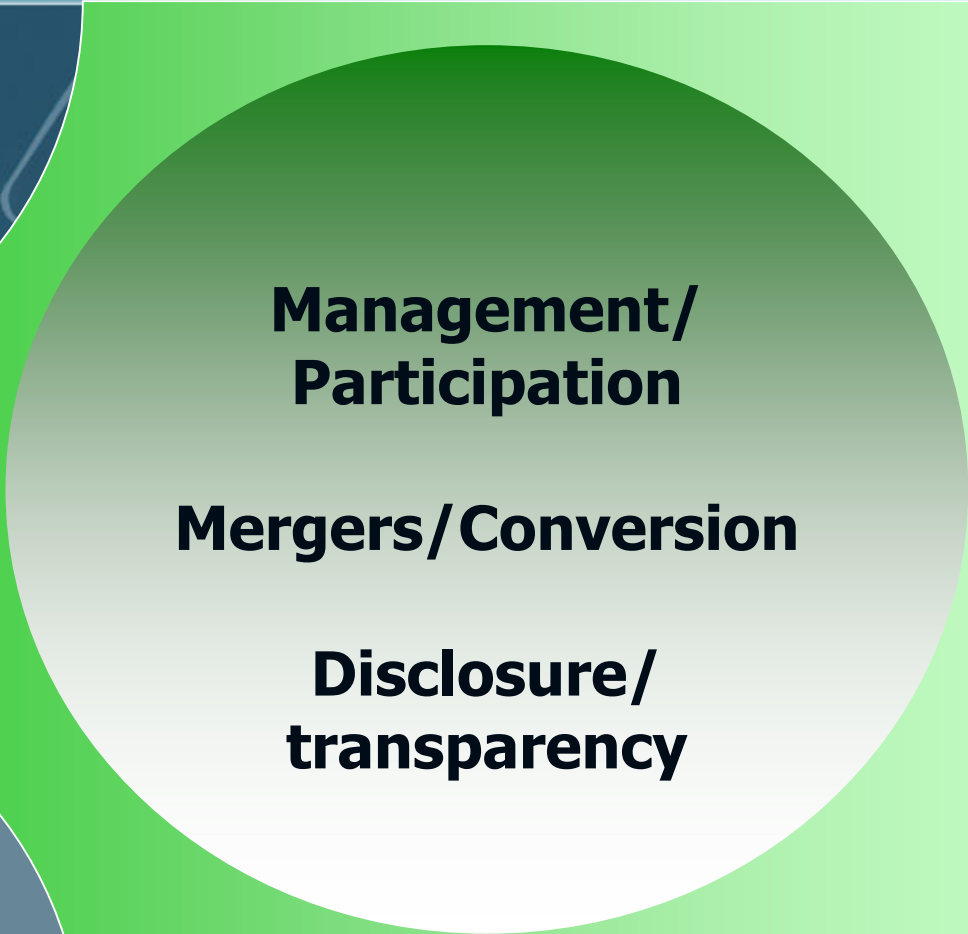 Management/
Participation
Mergers/Conversion
Disclosure/
transparency